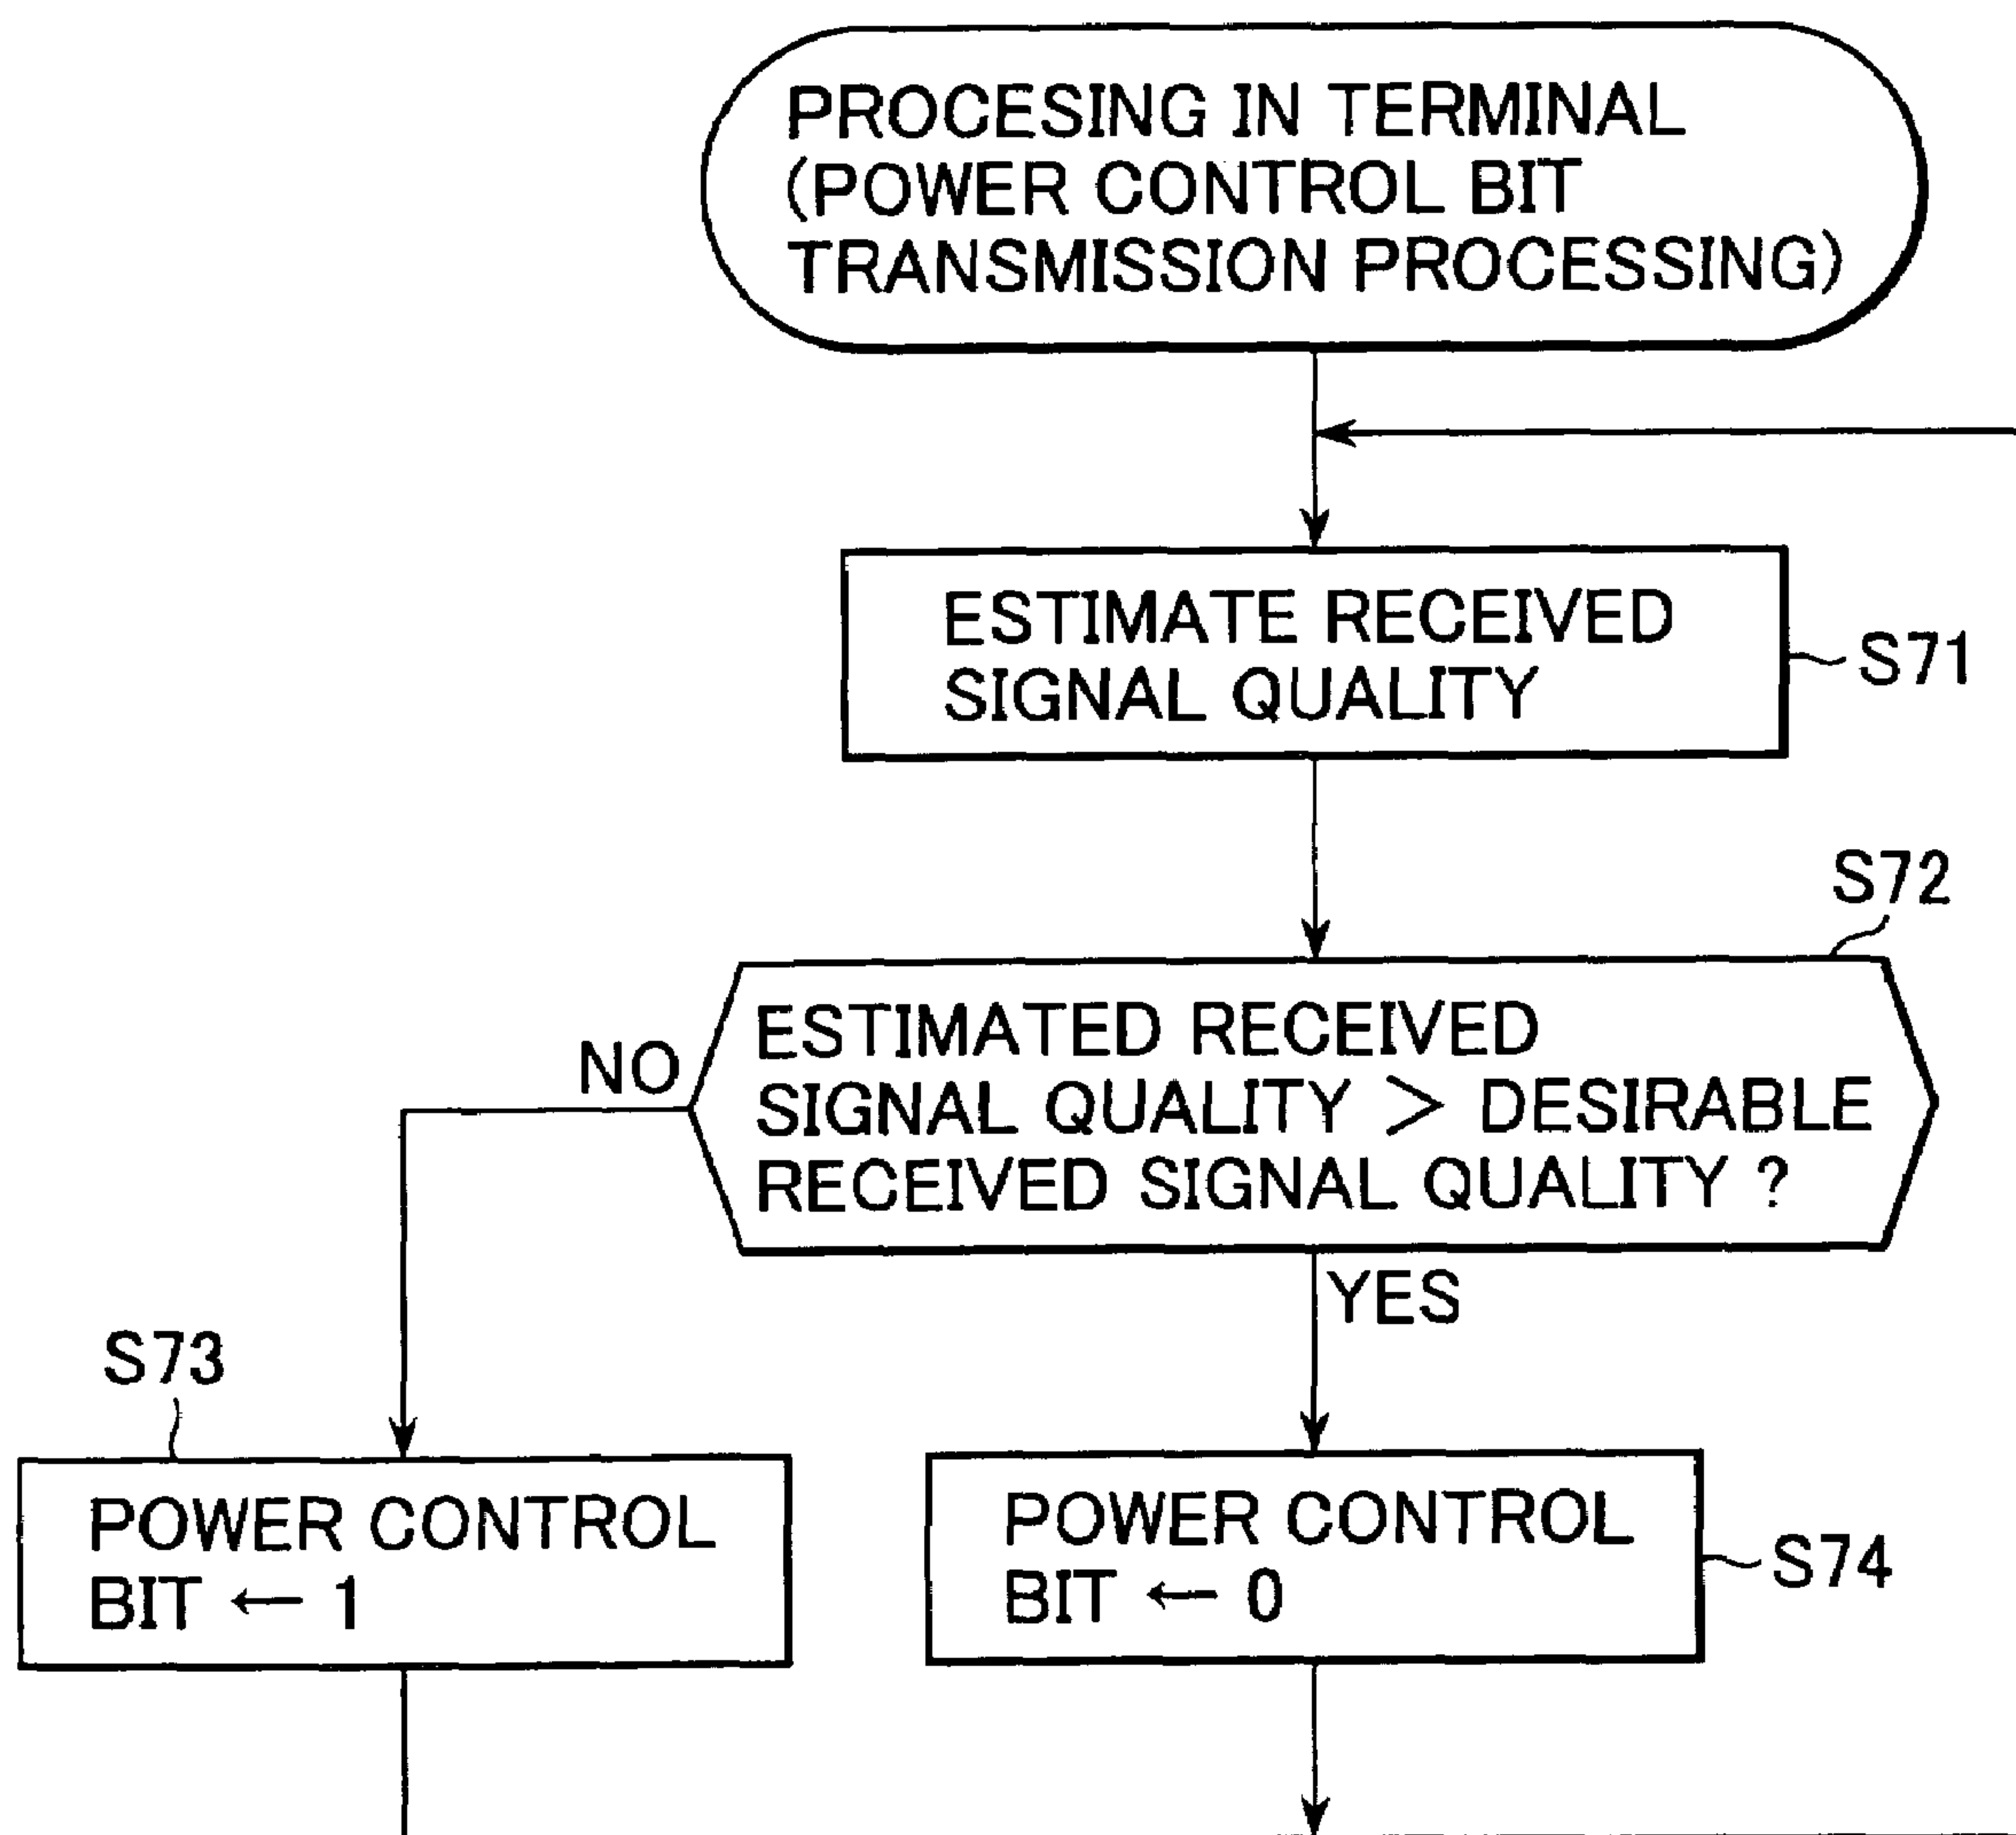 PROCESING IN TERMINAL
(POWER CONTROL BIT
TRANSMISSION PROCESSING)
ESTIMATE RECEIVED
SIGNAL QUALITY
S71
S72
ESTIMATED RECEIVED
SIGNAL QUALITY > DESIRABLE
RECEIVED SIGNAL QUALITY ?
NO
YES
S73
POWER CONTROL
BIT ← 1
POWER CONTROL
BIT ← 0
S74